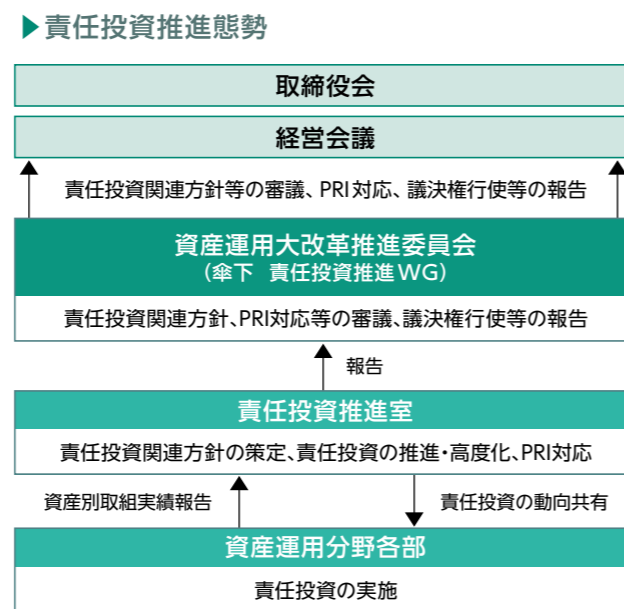 ▶責任投資推進態勢
取締役会
経営会議
責任投資関連方針等の審議、PRI対応、議決権行使等の報告
資産運用大改革推進委員会
（傘下 責任投資推進WG）
責任投資関連方針、PRI対応等の審議、議決権行使等の報告
報告
責任投資推進室
責任投資関連方針の策定、責任投資の推進・高度化、PRI対応
資産別取組実績報告
責任投資の動向共有
資産運用分野各部
責任投資の実施